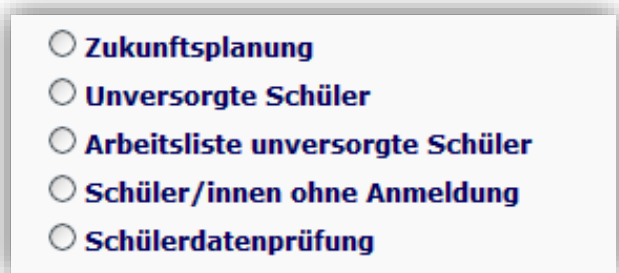 Zukunftsplanung
Unversorgte Schüler
Arbeitsliste unversorgte Schüler
Schüler/innen ohne Anmeldung
Schülerdatenprüfung